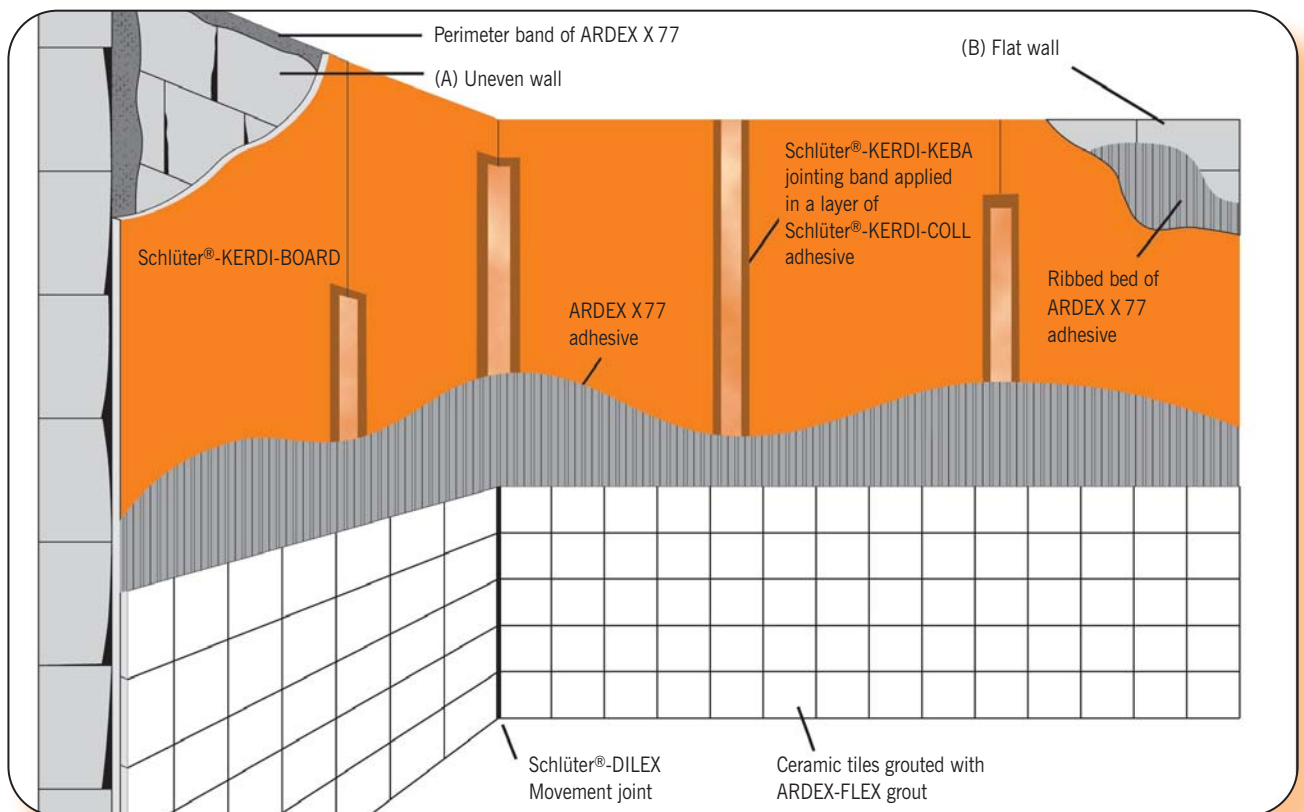 Perimeter band of ARDEX X 77
(A) Uneven wall
(B) Flat wall
Schlüter®-KERDI-KEBA
jointing band applied
in a layer of
Schlüter®-KERDI-COLL
adhesive
Schlüter®-KERDI-BOARD
ARDEX X 77
adhesive
Ribbed bed of
ARDEX X 77
adhesive
Schlüter®-DILEX
Movement joint
Ceramic tiles grouted with
ARDEX-FLEX grout